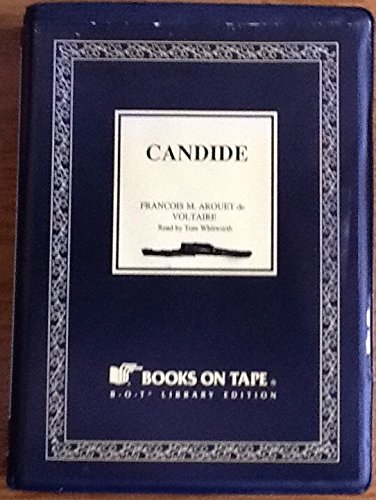 CANDIDE
FRANCOIS M. AROUET de
VOLTAIRE
Read by Tom Whitworth
BOOKS ON TAPE®
B·O·T® LIBRARY EDITION